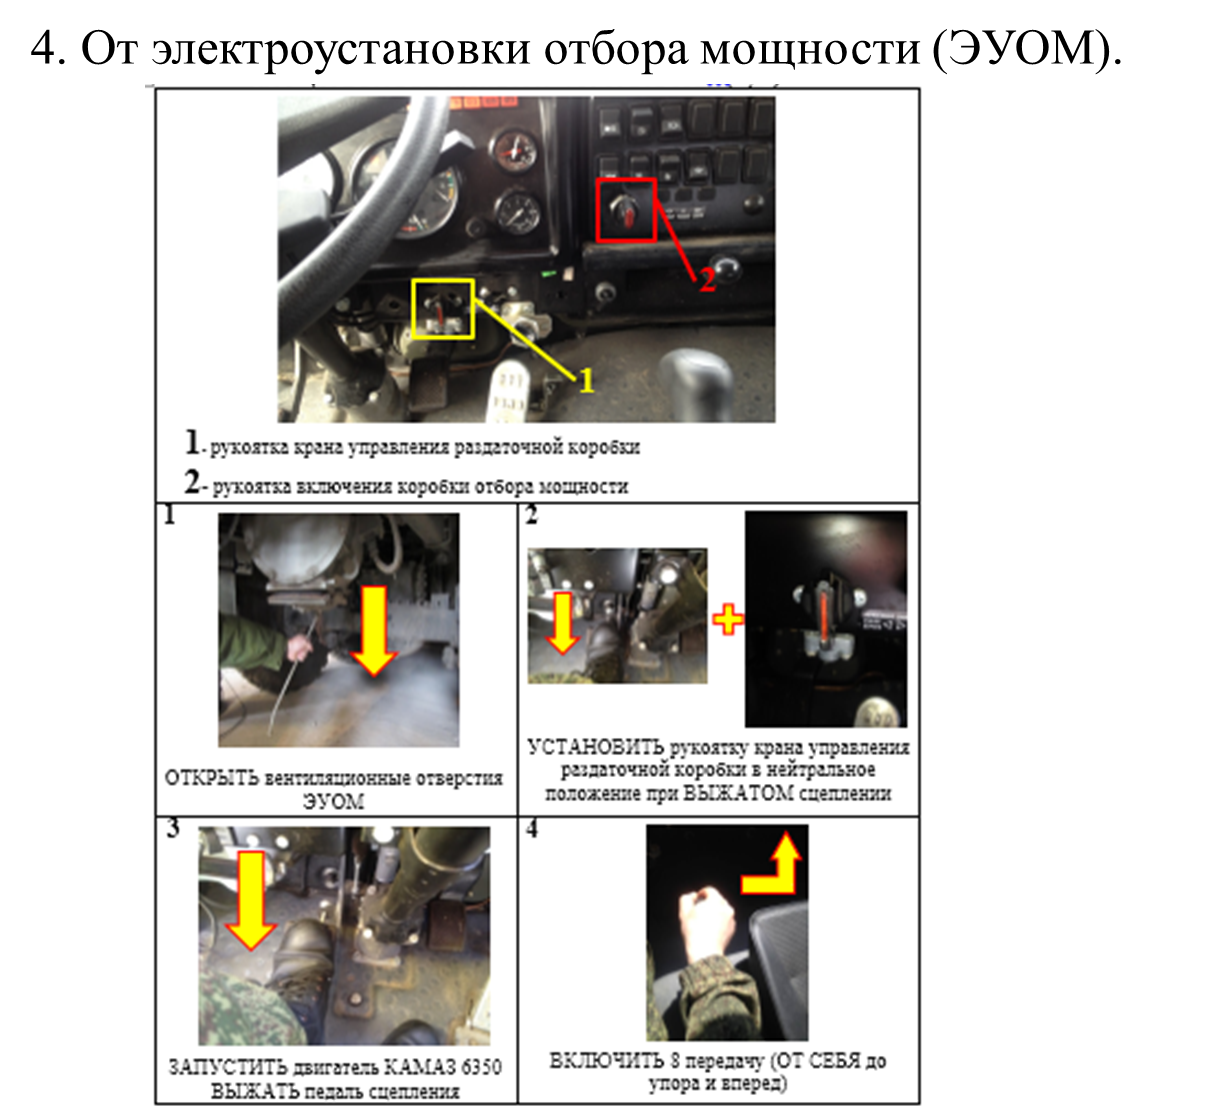 4. От электроустановки отбора мощности (ЭУОМ).
2
1
1- рукоятка крана управления раздаточной коробки
2- рукоятка включения коробки отбора мощности
1
ОТКРЫТЬ вентиляционные отверстия
ЭУОМ
2
УСТАНОВИТЬ рукоятку крана управления
раздаточной коробки в нейтральное
положение при ВЫЖАТОМ сцеплении
3
ЗАПУСТИТЬ двигатель КАМАЗ 6350
ВЫЖАТЬ педаль сцепления
4
ВКЛЮЧИТЬ 8 передачу (ОТ СЕБЯ до
упора и вперед)